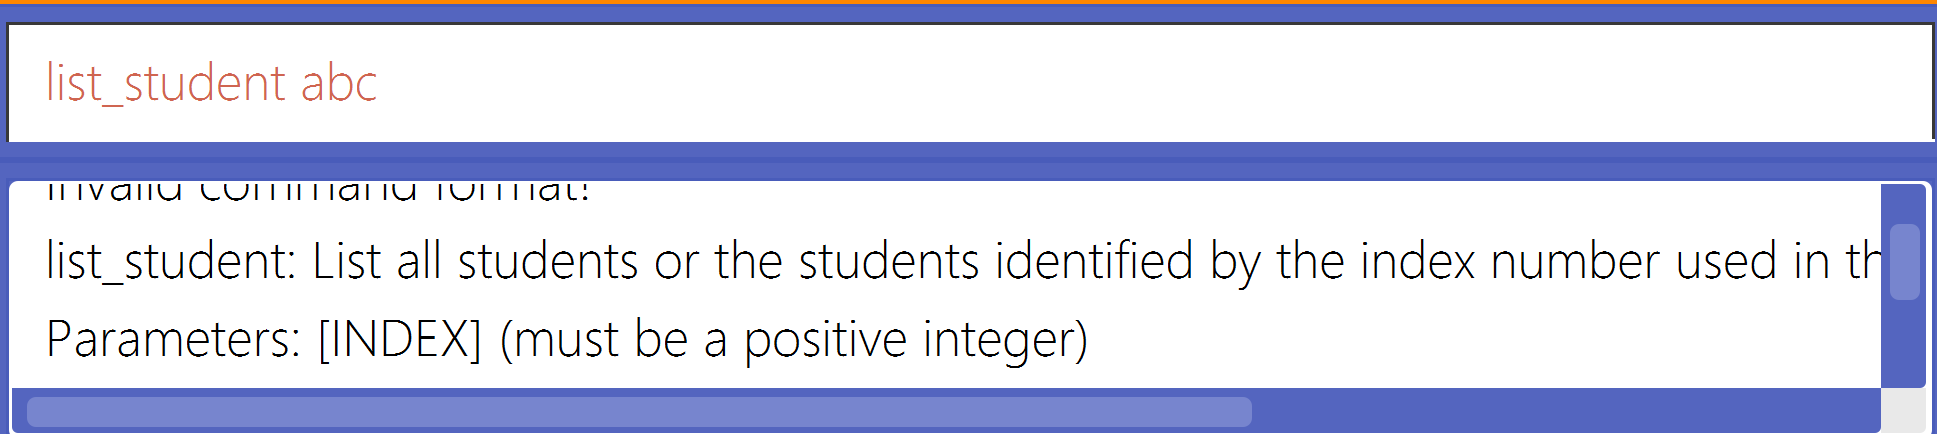 list_student abc
Invalid command format!
list_student: List all students or the students identified by the index number used in th
Parameters: [INDEX] (must be a positive integer)